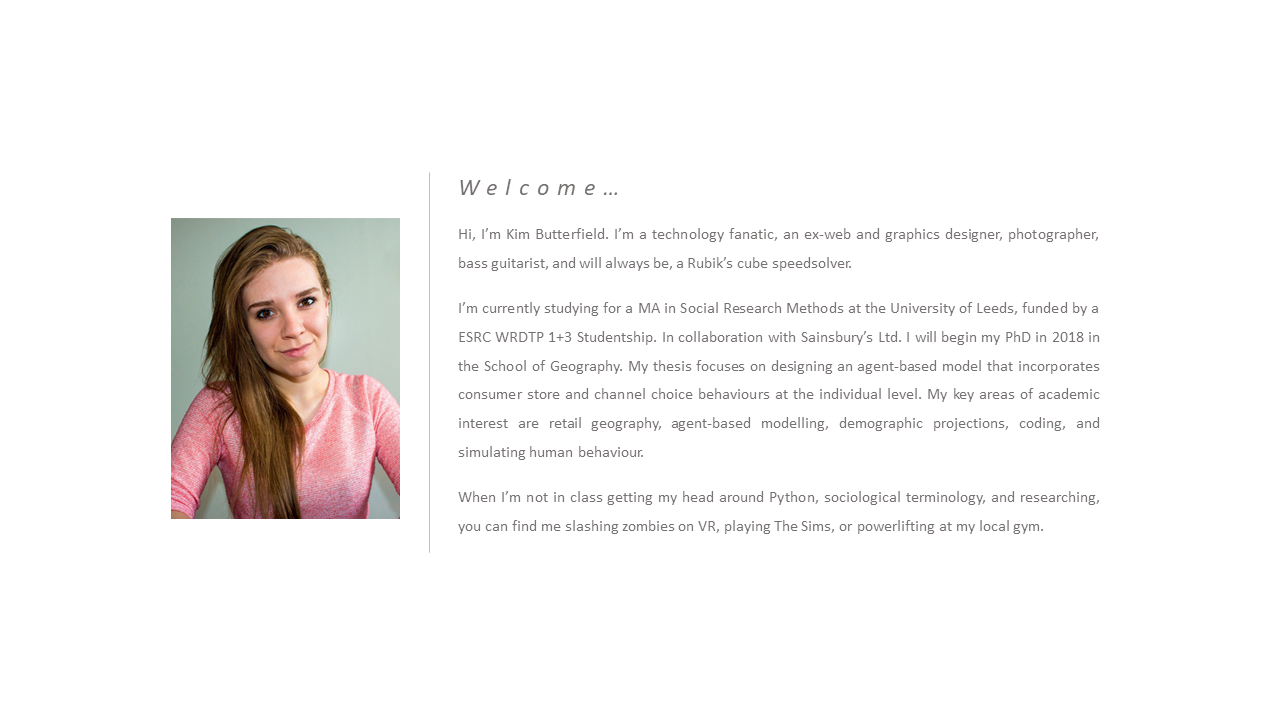 Welcome…
Hi, I’m Kim Butterfield. I’m a technology fanatic, an ex-web and graphics designer, photographer,
bass guitarist, and will always be, a Rubik’s cube speedsolver.
I’m currently studying for a MA in Social Research Methods at the University of Leeds, funded by a
ESRC WRDTP 1+3 Studentship. In collaboration with Sainsbury’s Ltd. I will begin my PhD in 2018 in
the School of Geography. My thesis focuses on designing an agent-based model that incorporates
consumer store and channel choice behaviours at the individual level. My key areas of academic
interest are retail geography, agent-based modelling, demographic projections, coding, and
simulating human behaviour.
When I’m not in class getting my head around Python, sociological terminology, and researching,
you can find me slashing zombies on VR, playing The Sims, or powerlifting at my local gym.